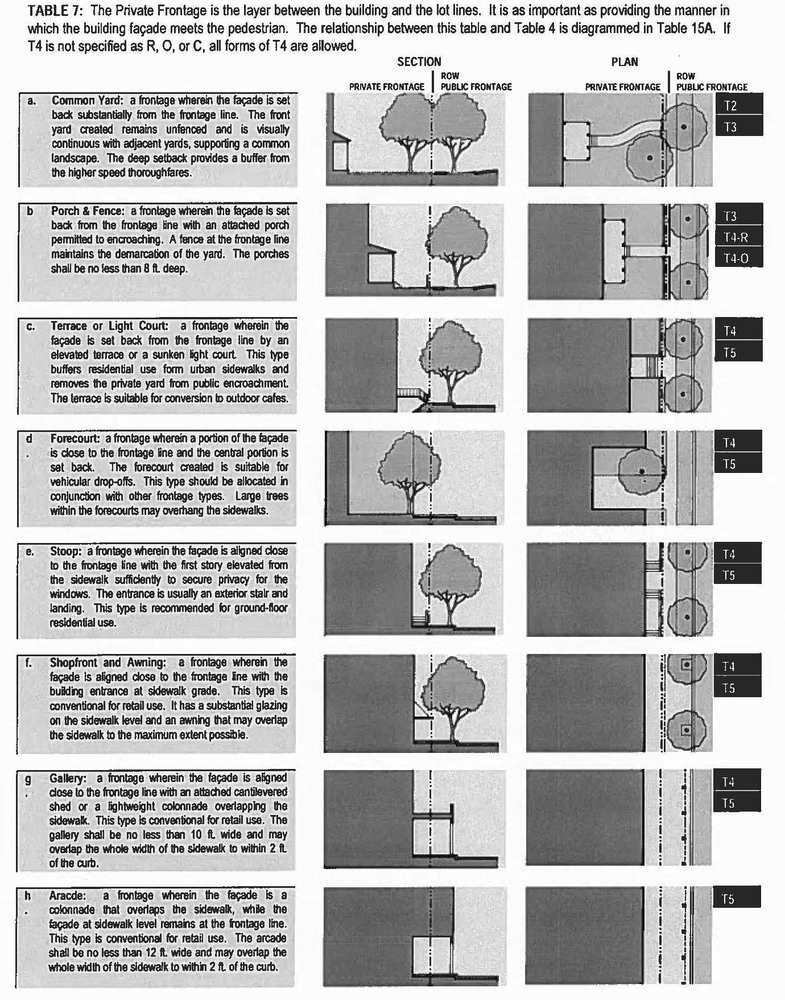 TABLE 7: The Private Frontage is the layer between the building and the lot lines. It is as important as providing the manner in
which the building façade meets the pedestrian. The relationship between this table and Table 4 is diagrammed in Table 15A. If
T4 is not specified as R, O, or C, all forms of T4 are allowed.
SECTION PLAN
ROW ROW
PRIVATE FRONTAGE PUBLIC FRONTAGE PRIVATE FRONTAGE PUBLIC FRONTAGE
a. Common Yard: a frontage wherein the façade is set
back substantially from the frontage line. The front
yard created remains unfenced and is visually
continuous with adjacent yards, supporting a common
landscape. The deep setback provides a buffer from
the higher speed thoroughfares.
T2
T3
b Porch & Fence: a frontage wherein the façade is set
back from the frontage line with an attached porch
permitted to encroaching. A fence at the frontage line
maintains the demarcation of the yard. The porches
shall be no less than 8 ft. deep.
T3
T4-R
T4-O
c. Terrace or Light Court: a frontage wherein the
façade is set back from the frontage line by an
elevated terrace or a sunken light court. This type
buffers residential use form urban sidewalks and
removes the private yard from public encroachment.
The terrace is suitable for conversion to outdoor cafes.
T4
T5
d Forecourt: a frontage wherein a portion of the façade
. is close to the frontage line and the central portion is
set back. The forecourt created is suitable for
vehicular drop-offs. This type should be allocated in
conjunction with other frontage types. Large trees
within the forecourts may overhang the sidewalks.
T4
T5
e. Stoop: a frontage wherein the façade is aligned close
to the frontage line with the first story elevated from
the sidewalk sufficiently to secure privacy for the
windows. The entrance is usually an exterior stair and
landing. This type is recommended for ground-floor
residential use.
T4
T5
f. Shopfront and Awning: a frontage wherein the
façade is aligned close to the frontage line with the
building entrance at sidewalk grade. This type is
conventional for retail use. It has a substantial glazing
on the sidewalk level and an awning that may overlap
the sidewalk to the maximum extent possible.
T4
T5
g Gallery: a frontage wherein the façade is aligned
. close to the frontage line with an attached cantilevered
shed or a lightweight colonnade overlapping the
sidewalk. This type is conventional for retail use. The
gallery shall be no less than 10 ft. wide and may
overlap the whole width of the sidewalk to within 2 ft.
of the curb.
T4
T5
h Aracde: a frontage wherein the façade is a
. colonnade that overlaps the sidewalk, while the
façade at sidewalk level remains at the frontage line.
This type is conventional for retail use. The arcade
shall be no less than 12 ft. wide and may overlap the
whole width of the sidewalk to within 2 ft. of the curb.
T5